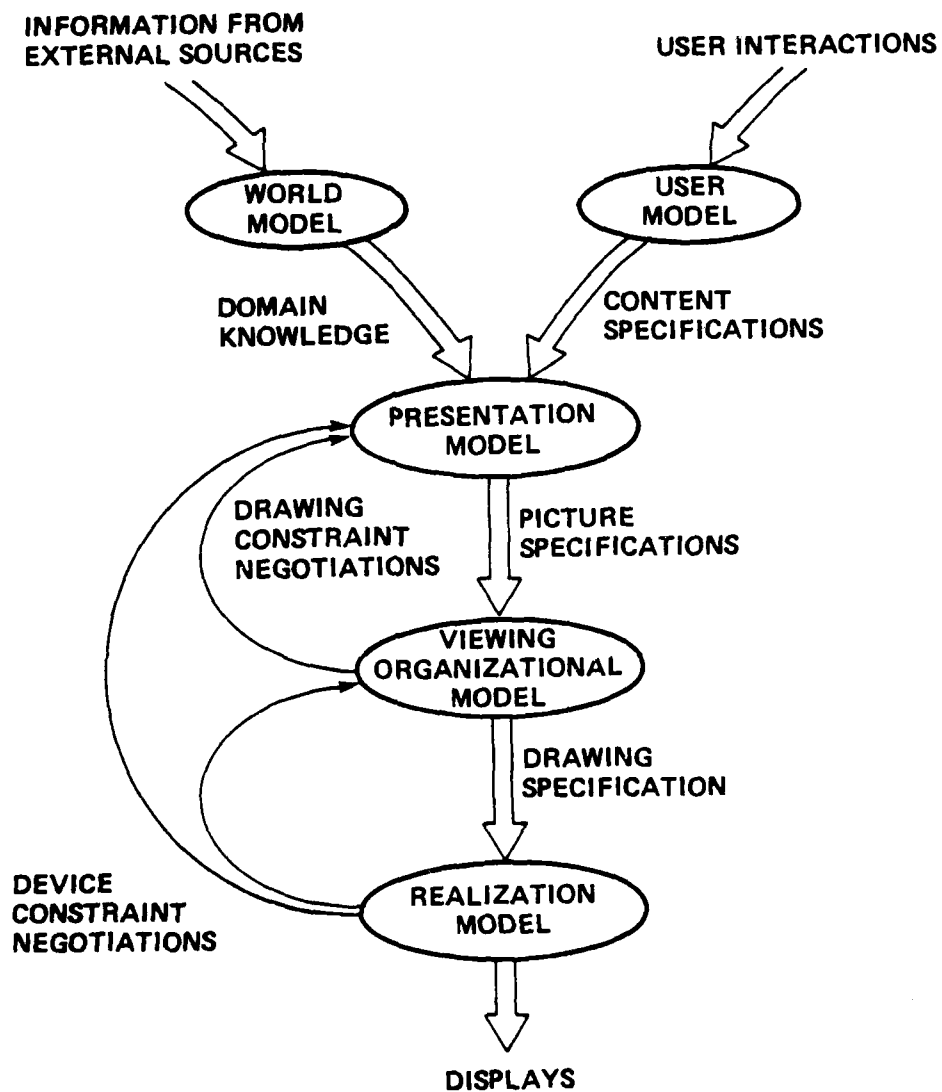 INFORMATION FROM
EXTERNAL SOURCES
USER INTERACTIONS
WORLD
MODEL
USER
MODEL
DOMAIN
KNOWLEDGE
CONTENT
SPECIFICATIONS
PRESENTATION
MODEL
DRAWING
CONSTRAINT
NEGOTIATIONS
PICTURE
SPECIFICATIONS
VIEWING
ORGANIZATIONAL
MODEL
DRAWING
SPECIFICATION
DEVICE
CONSTRAINT
NEGOTIATIONS
REALIZATION
MODEL
DISPLAYS